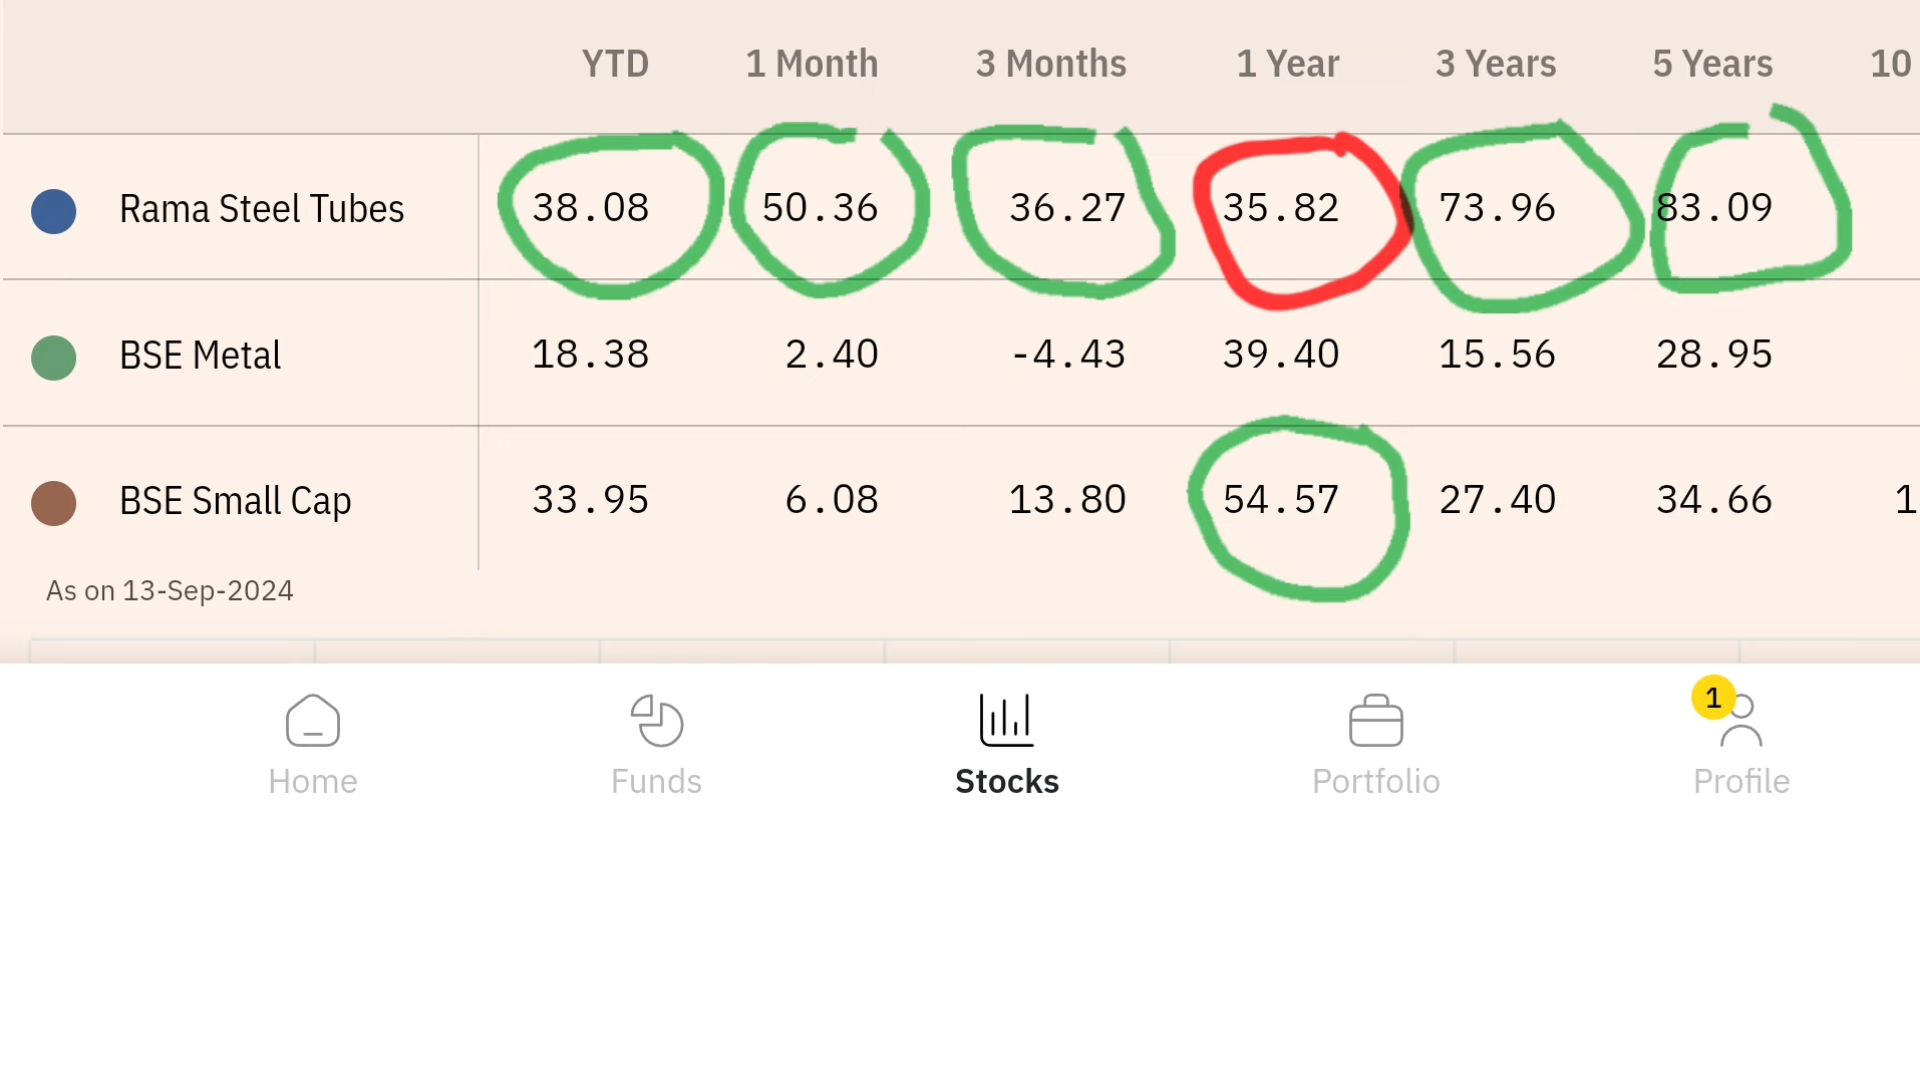 YTD 1 Month 3 Months 1 Year 3 Years 5 Years 10
Rama Steel Tubes 38.08 50.36 36.27 35.82 73.96 83.09
BSE Metal 18.38 2.40 -4.43 39.40 15.56 28.95
BSE Small Cap 33.95 6.08 13.80 54.57 27.40 34.66 1
As on 13-Sep-2024
1
Home Funds Stocks Portfolio Profile